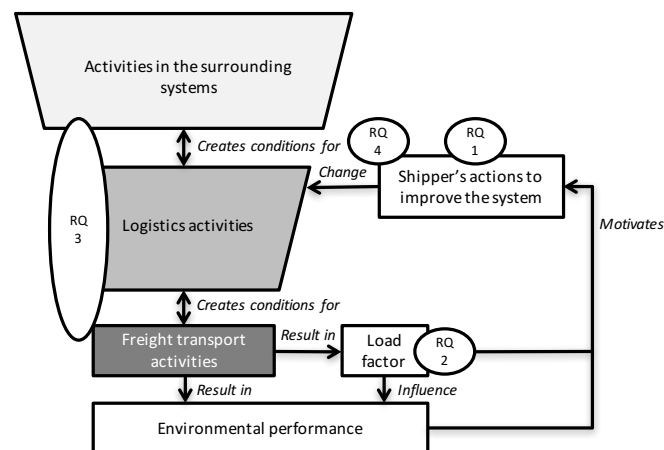 Activities in the surrounding
systems
Creates conditions for
RQ
4
RQ
1
Change
Shipper's actions to
improve the system
RQ
3
Logistics activities
Motivates
Creates conditions for
Freight transport
activities
Result in
Load
factor
RQ
2
Result in
Influence
Environmental performance